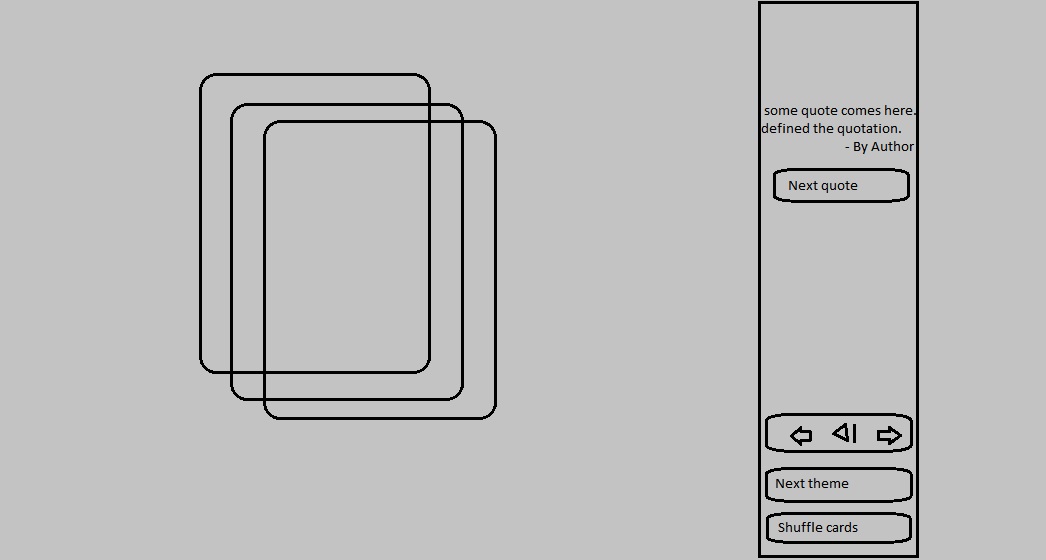 some quote comes here.
defined the quotation.
- By Author
Next quote
Next theme
Shuffle cards